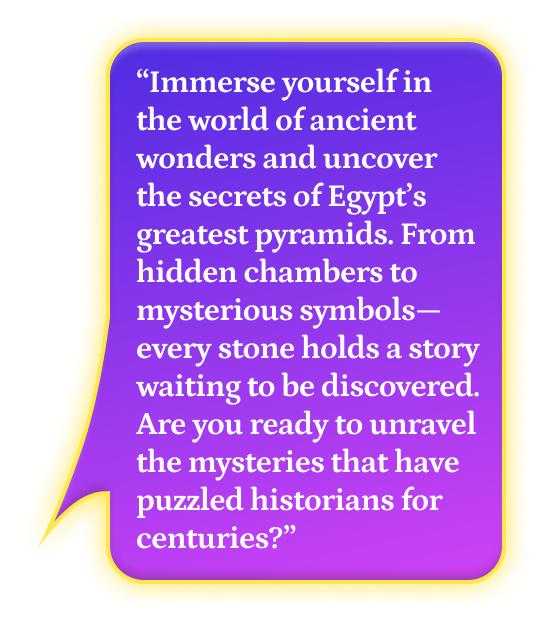 “Immerse yourself in
the world of ancient
wonders and uncover
the secrets of Egypt’s
greatest pyramids. From
hidden chambers to
mysterious symbols—
every stone holds a story
waiting to be discovered.
Are you ready to unravel
the mysteries that have
puzzled historians for
centuries?”